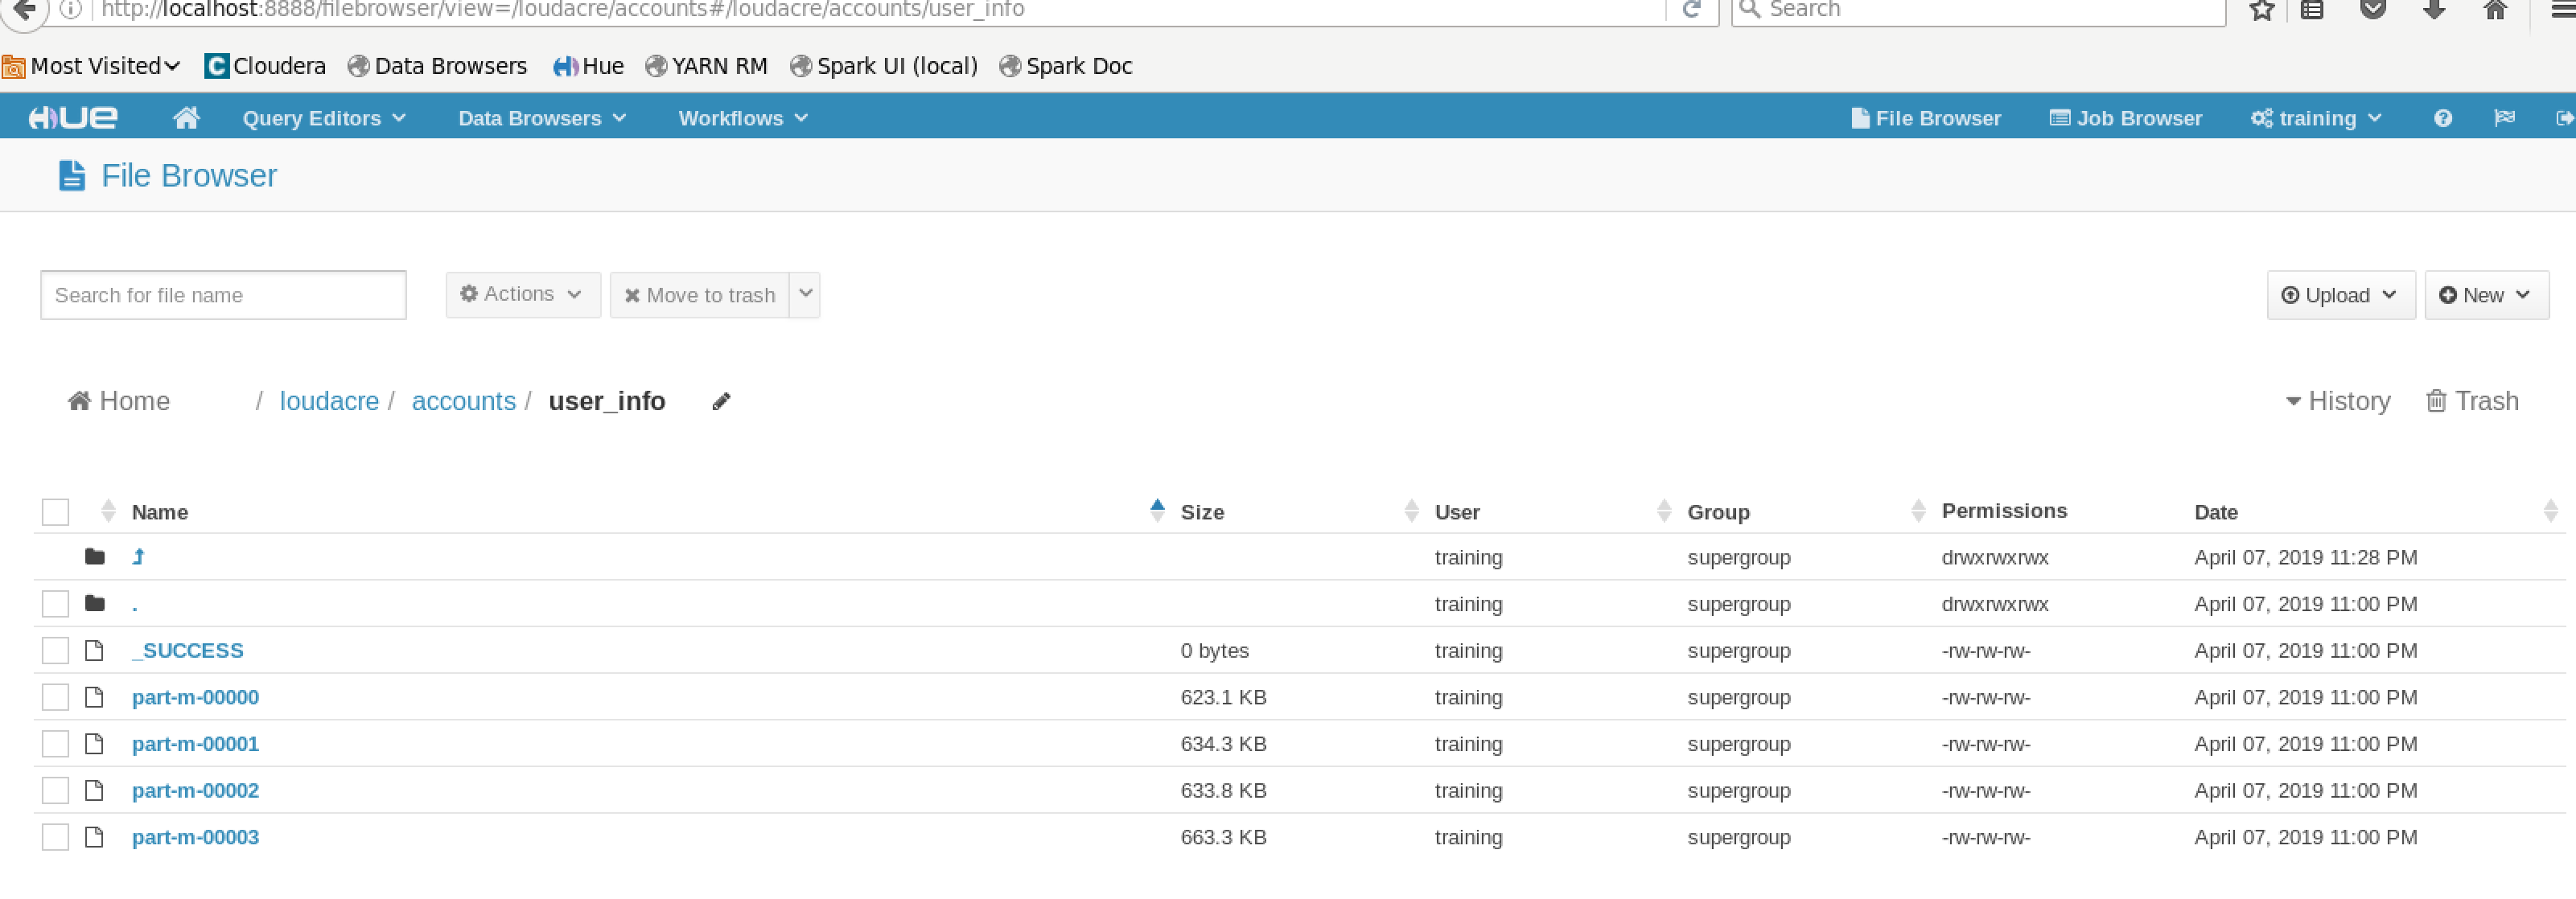 http://localhost:8888/filebrowser/view=/loudacre/accounts#/loudacre/accounts/user_info Search
Most Visited Cloudera Data Browsers Hue YARN RM Spark UI (local) Spark Doc
HUE Query Editors Data Browsers Workflows File Browser Job Browser training
File Browser
Search for file name Actions Move to trash Upload New
Home / loudacre / accounts / user_info History Trash
Name Size User Group Permissions Date
training supergroup drwxrwxrwx April 07, 2019 11:28 PM
. training supergroup drwxrwxrwx April 07, 2019 11:00 PM
_SUCCESS 0 bytes training supergroup -rw-rw-rw- April 07, 2019 11:00 PM
part-m-00000 623.1 KB training supergroup -rw-rw-rw- April 07, 2019 11:00 PM
part-m-00001 634.3 KB training supergroup -rw-rw-rw- April 07, 2019 11:00 PM
part-m-00002 633.8 KB training supergroup -rw-rw-rw- April 07, 2019 11:00 PM
part-m-00003 663.3 KB training supergroup -rw-rw-rw- April 07, 2019 11:00 PM